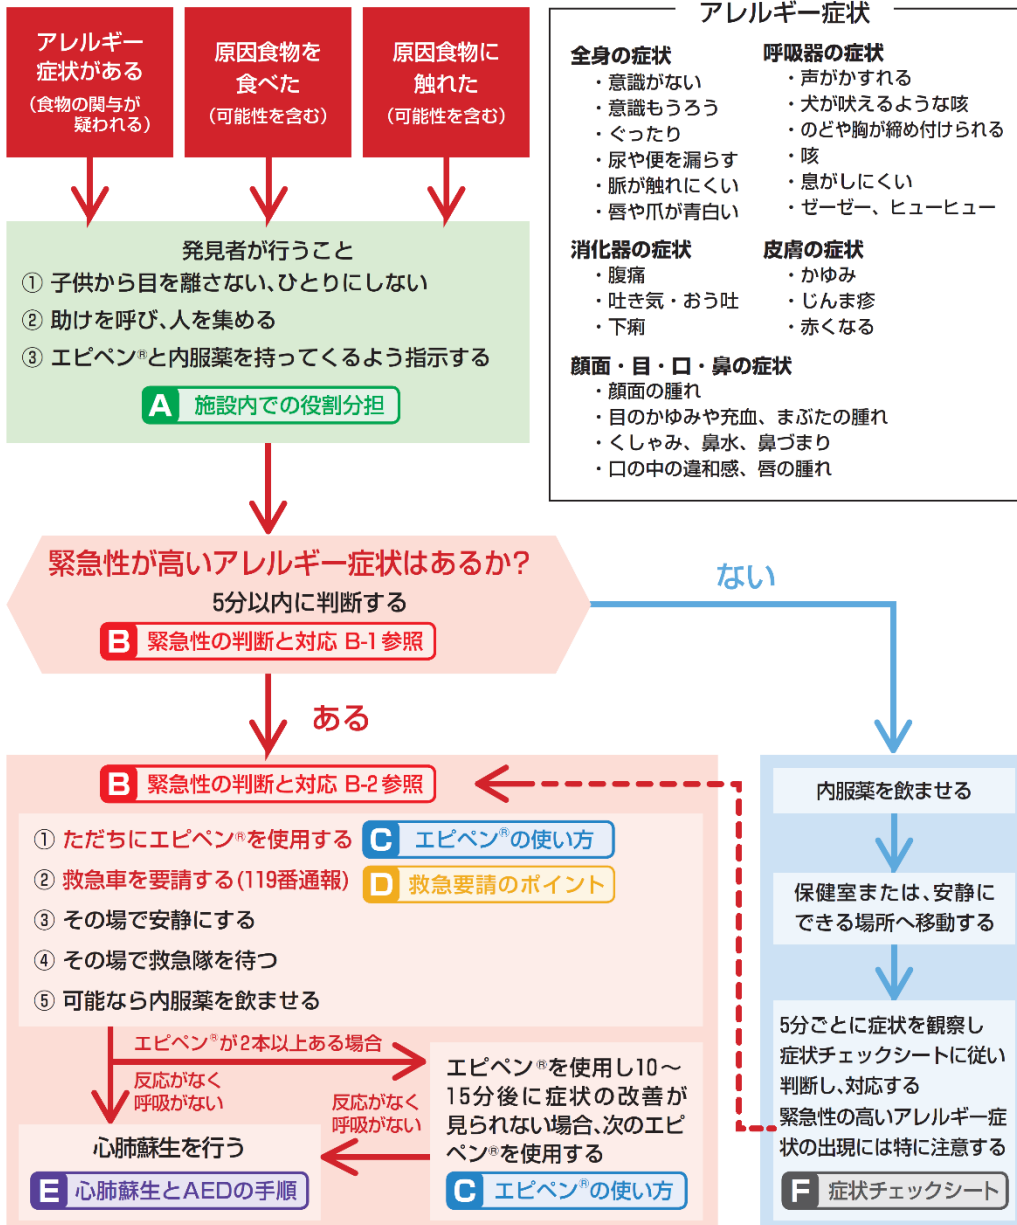 アレルギー
症状がある
（食物の関与が
疑われる）
原因食物を
食べた
（可能性を含む）
原因食物に
触れた
（可能性を含む）
アレルギー症状
全身の症状
・意識がない
・意識もうろう
・ぐったり
・尿や便を漏らす
・脈が触れにくい
・唇や爪が青白い
呼吸器の症状
・声がかすれる
・犬が吠えるような咳
・のどや胸が締め付けられる
・咳
・息がしにくい
・ゼーゼー、ヒューヒュー
消化器の症状
・腹痛
・吐き気・おう吐
・下痢
皮膚の症状
・かゆみ
・じんま疹
・赤くなる
顔面・目・口・鼻の症状
・顔面の腫れ
・目のかゆみや充血、まぶたの腫れ
・くしゃみ、鼻水、鼻づまり
・口の中の違和感、唇の腫れ
発見者が行うこと
① 子供から目を離さない、ひとりにしない
② 助けを呼び、人を集める
③ エピペン®と内服薬を持ってくるよう指示する
A 施設内での役割分担
緊急性が高いアレルギー症状はあるか？
5分以内に判断する
B 緊急性の判断と対応 B-1参照
ない
ある
B 緊急性の判断と対応 B-2参照
① ただちにエピペン®を使用する C エピペン®の使い方
② 救急車を要請する（119番通報） D 救急要請のポイント
③ その場で安静にする
④ その場で救急隊を待つ
⑤ 可能なら内服薬を飲ませる
エピペン®が2本以上ある場合
反応がなく
呼吸がない
エピペン®を使用し10～
15分後に症状の改善が
見られない場合、次のエピ
ペン®を使用する
C エピペン®の使い方
反応がなく
呼吸がない
心肺蘇生を行う
E 心肺蘇生とAEDの手順
内服薬を飲ませる
保健室または、安静に
できる場所へ移動する
5分ごとに症状を観察し
症状チェックシートに従い
判断し、対応する
緊急性の高いアレルギー症
状の出現には特に注意する
F 症状チェックシート